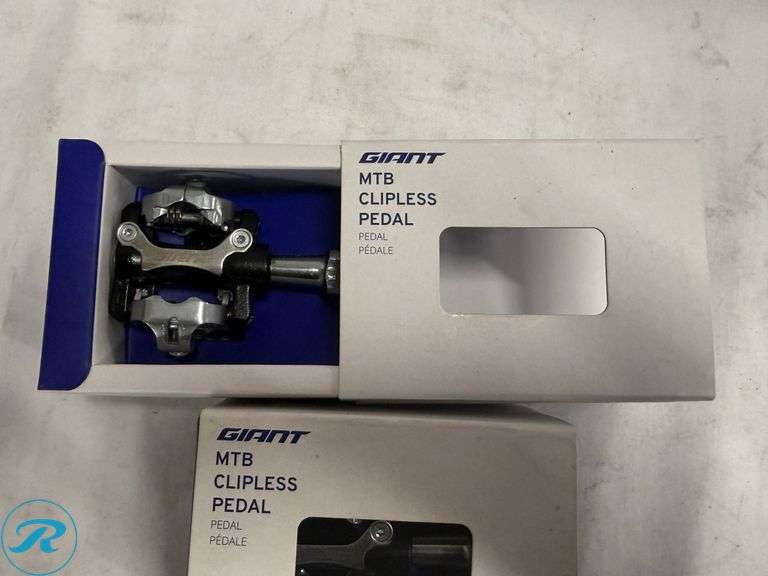 GIANT
MTB
CLIPLESS
PEDAL
PEDAL
PÉDALE
GIANT
MTB
CLIPLESS
PEDAL
PEDAL
PÉDALE
R